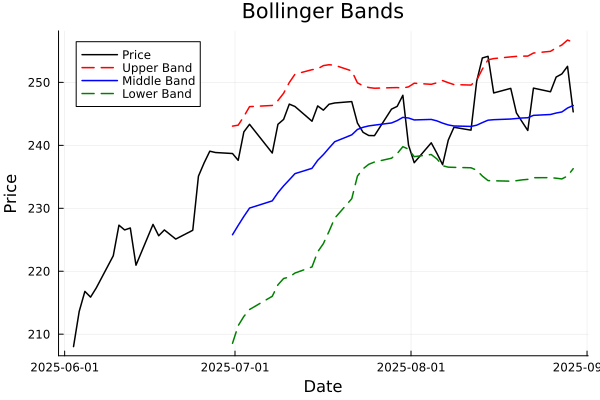 Bollinger Bands
Price
Upper Band
Middle Band
Lower Band
250
240
230
220
210
Price
2025-06-01
2025-07-01
2025-08-01
2025-09
Date